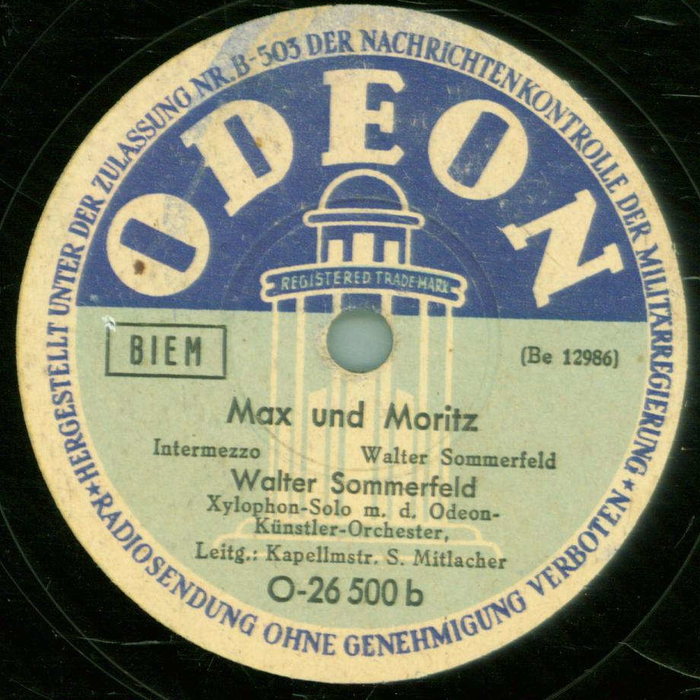 HERGESTELLT UNTER DER ZULASSUNG NR. B-503 DER NACHRICHTENKONTROLLE DER MILITÄRREGIERUNG
ODEON
REGISTERED TRADE MARK
BIEM
(Be 12986)
Max und Moritz
Intermezzo Walter Sommerfeld
Walter Sommerfeld
Xylophon-Solo m. d. Odeon-
Künstler-Orchester,
Leitg.: Kapellmstr. S. Mitlacher
O-26 500 b
★ RADIOSENDUNG OHNE GENEHMIGUNG VERBOTEN ★